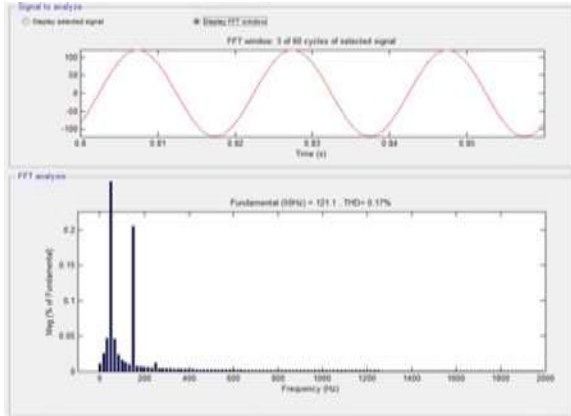 Signal to analyze
Display selected signal
Display FFT window
FFT window: 3 of 60 cycles of selected signal
100
50
0
-50
-100
0.01
0.02
0.03
0.04
0.05
Time (s)
FFT analysis
Fundamental (50Hz) = 121.1 , THD= 0.17%
Mag (% of Fundamental)
0.2
0.15
0.1
0.05
0
0
200
400
600
800
1000
1200
1400
1600
1800
2000
Frequency (Hz)